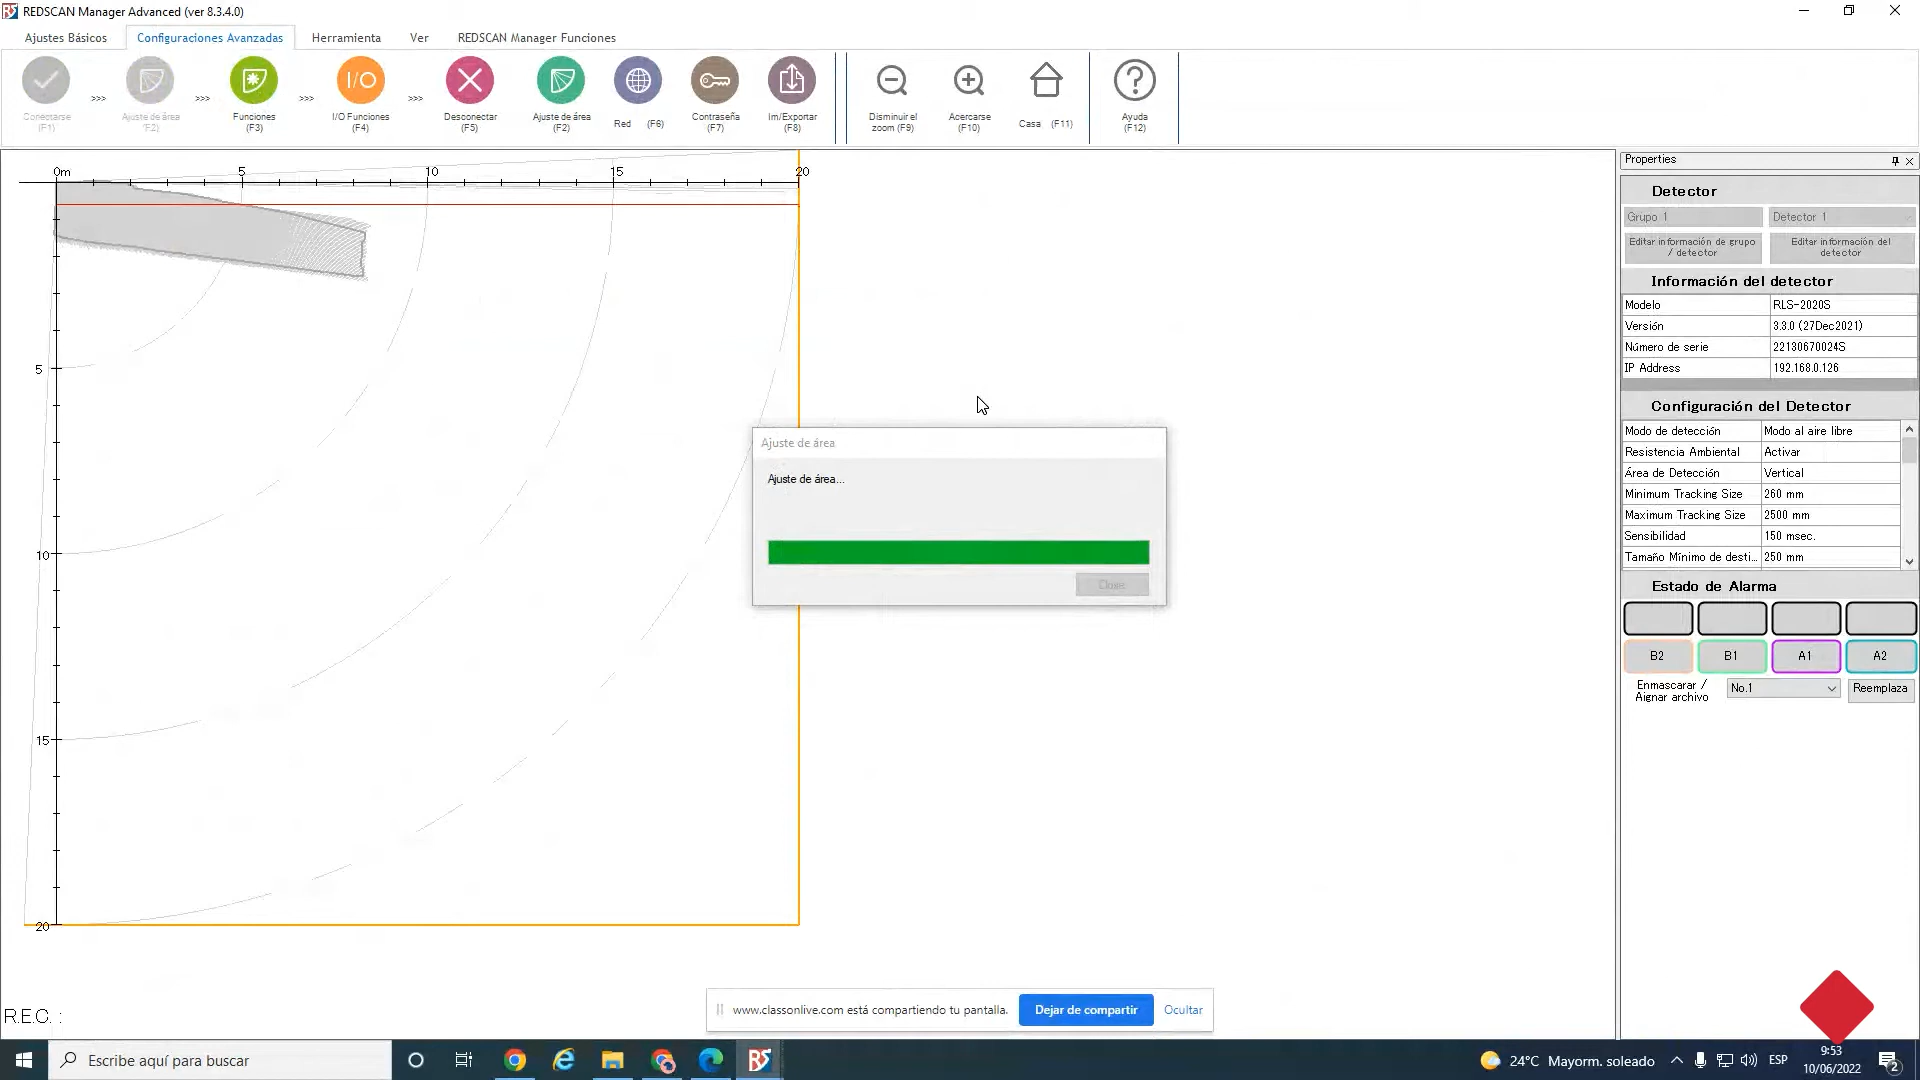 REDSCAN Manager Advanced (ver 8.3.4.0)
Ajustes Básicos
Configuraciones Avanzadas
Herramienta
Ver
REDSCAN Manager Funciones
Conectarse (F1)
>>>
Ajuste de área (F2)
>>>
Funciones (F3)
>>>
I/O
I/O Funciones (F4)
>>>
Desconectar (F5)
Ajuste de área (F2)
Red (F6)
Contraseña (F7)
Im/Exportar (F8)
Disminuir el zoom (F9)
Acercarse (F10)
Casa (F11)
Ayuda (F12)
0m 5 10 15 20
5
10
15
20
Ajuste de área
Ajuste de área...
Close
Properties
Detector
Grupo 1
Detector 1
Editar información de grupo / detector
Editar información del detector
Información del detector
Modelo RLS-2020S
Versión 3.3.0 (27Dec2021)
Número de serie 22130670024S
IP Address 192.168.0.126
Configuración del Detector
Modo de detección Modo al aire libre
Resistencia Ambiental Activar
Área de Detección Vertical
Minimum Tracking Size 260 mm
Maximum Tracking Size 2500 mm
Sensibilidad 150 msec.
Tamaño Mínimo de desti... 250 mm
Estado de Alarma
B2 B1 A1 A2
Enmascarar / Aignar archivo
No.1
Reemplaza
R.E.C. :
www.classonlive.com está compartiendo tu pantalla.
Dejar de compartir
Ocultar
Escribe aquí para buscar
RS
24°C Mayorm. soleado
ESP
9:53
10/06/2022
2